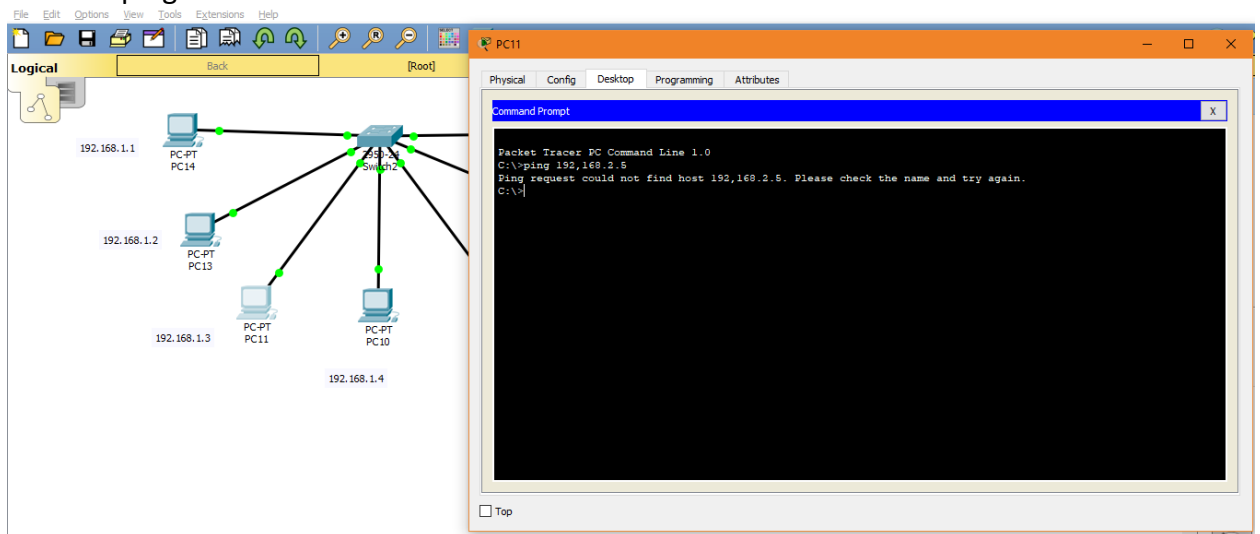 File Edit Options View Tools Extensions Help
Logical
Back
[Root]
192.168.1.1
PC-PT
PC14
2950-24
Switch2
192.168.1.2
PC-PT
PC13
192.168.1.3
PC-PT
PC11
PC-PT
PC10
192.168.1.4
PC11
Physical Config Desktop Programming Attributes
Command Prompt
X
Packet Tracer PC Command Line 1.0
C:\>ping 192,168.2.5
Ping request could not find host 192,168.2.5. Please check the name and try again.
C:\>
Top